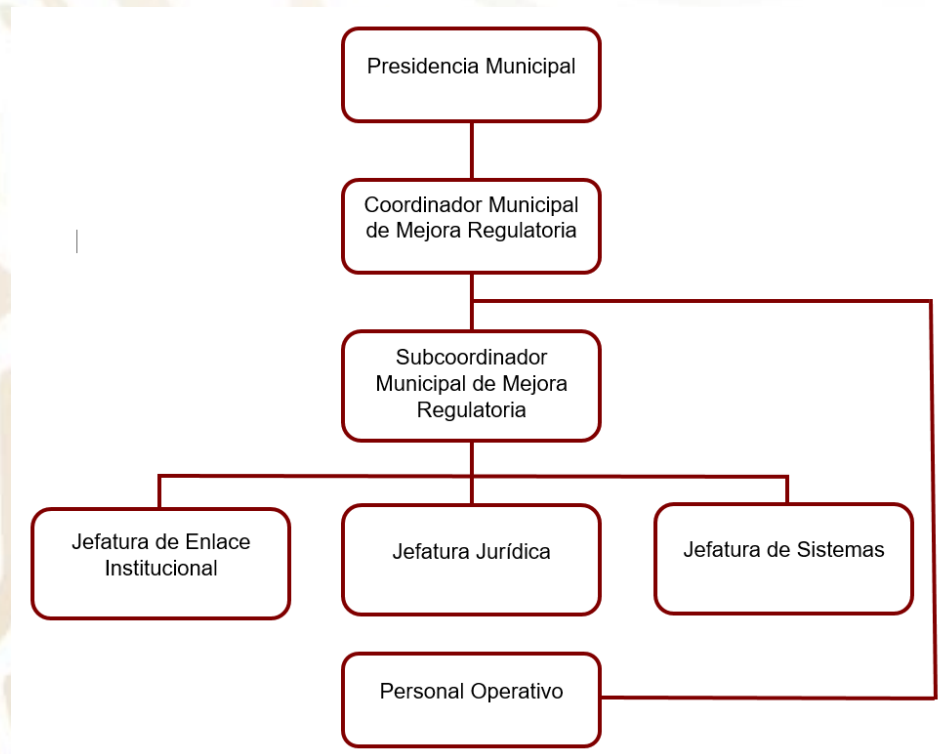 Presidencia Municipal
Coordinador Municipal
de Mejora Regulatoria
Subcoordinador
Municipal de Mejora
Regulatoria
Jefatura de Enlace
Institucional
Jefatura Jurídica
Jefatura de Sistemas
Personal Operativo